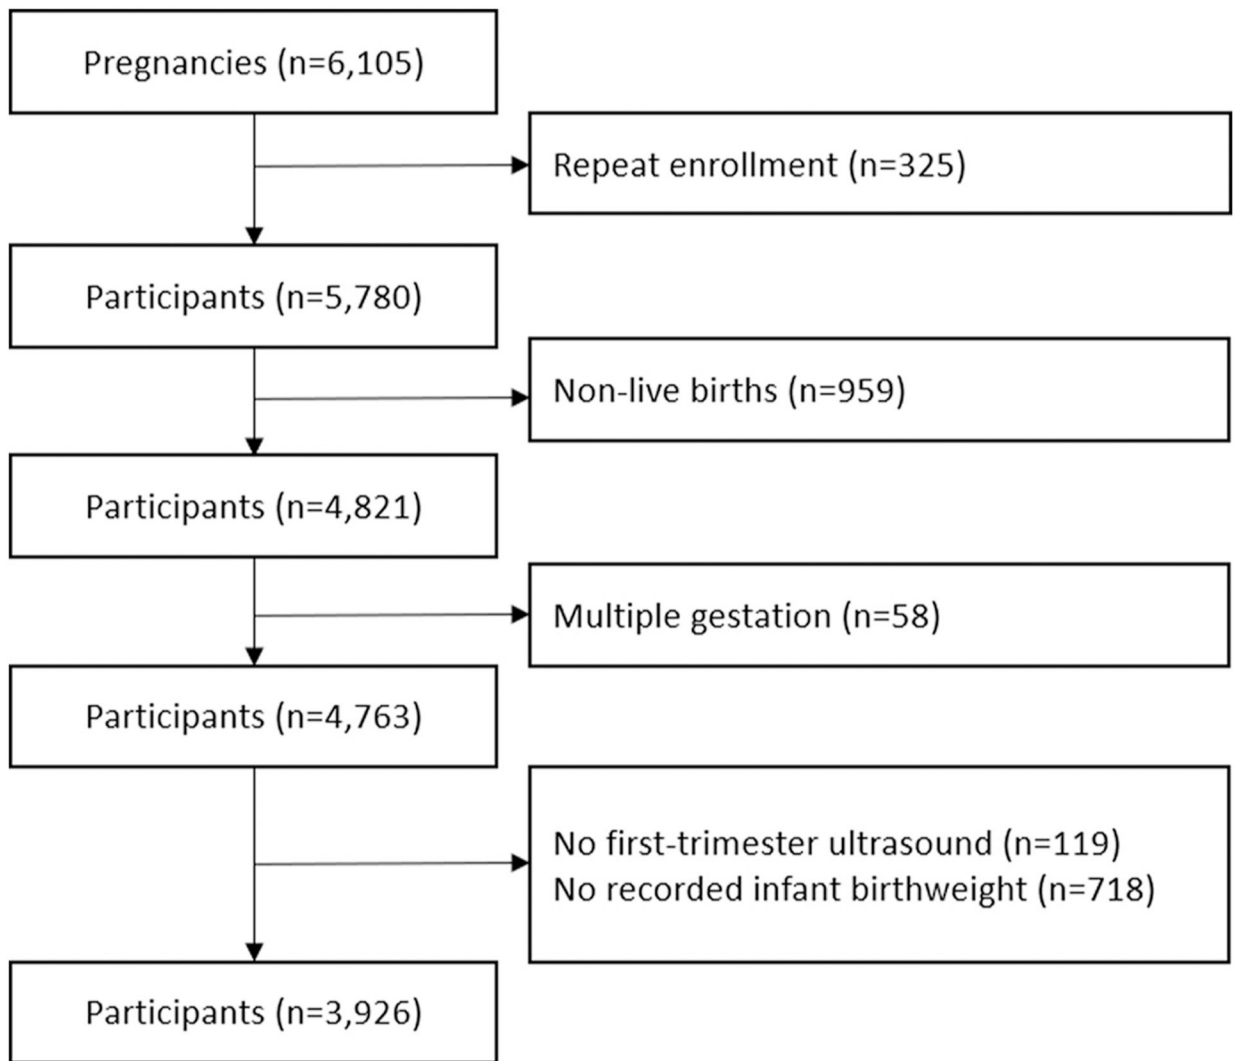 Pregnancies (n=6,105)
Repeat enrollment (n=325)
Participants (n=5,780)
Non-live births (n=959)
Participants (n=4,821)
Multiple gestation (n=58)
Participants (n=4,763)
No first-trimester ultrasound (n=119)
No recorded infant birthweight (n=718)
Participants (n=3,926)